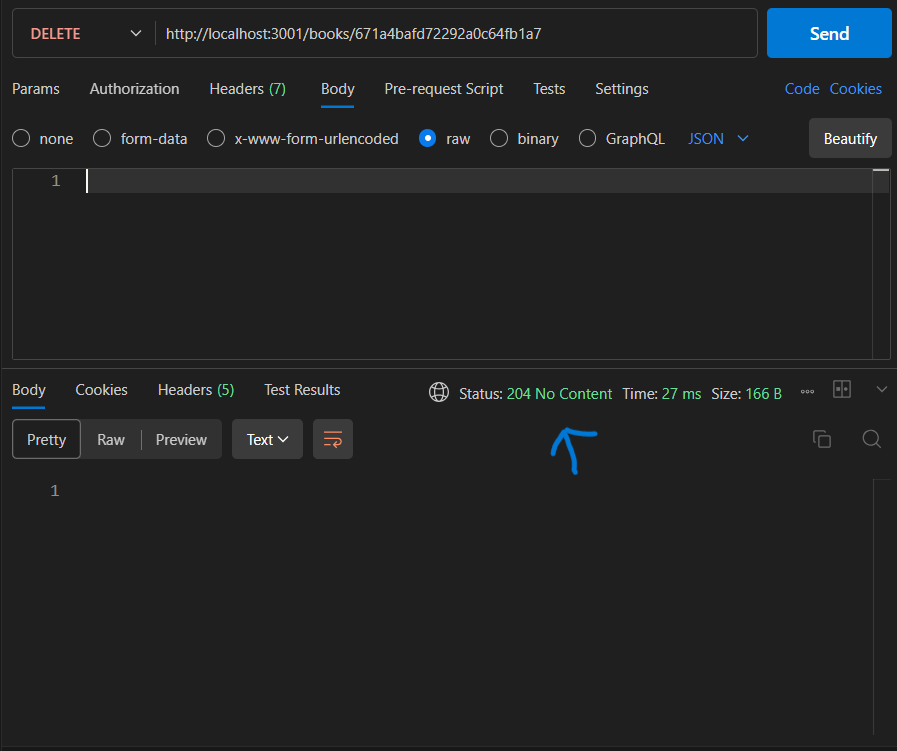 DELETE http://localhost:3001/books/671a4bafd72292a0c64fb1a7 Send
Params Authorization Headers (7) Body Pre-request Script Tests Settings Code Cookies
none form-data x-www-form-urlencoded raw binary GraphQL JSON Beautify
1
Body Cookies Headers (5) Test Results Status: 204 No Content Time: 27 ms Size: 166 B
Pretty Raw Preview Text
1